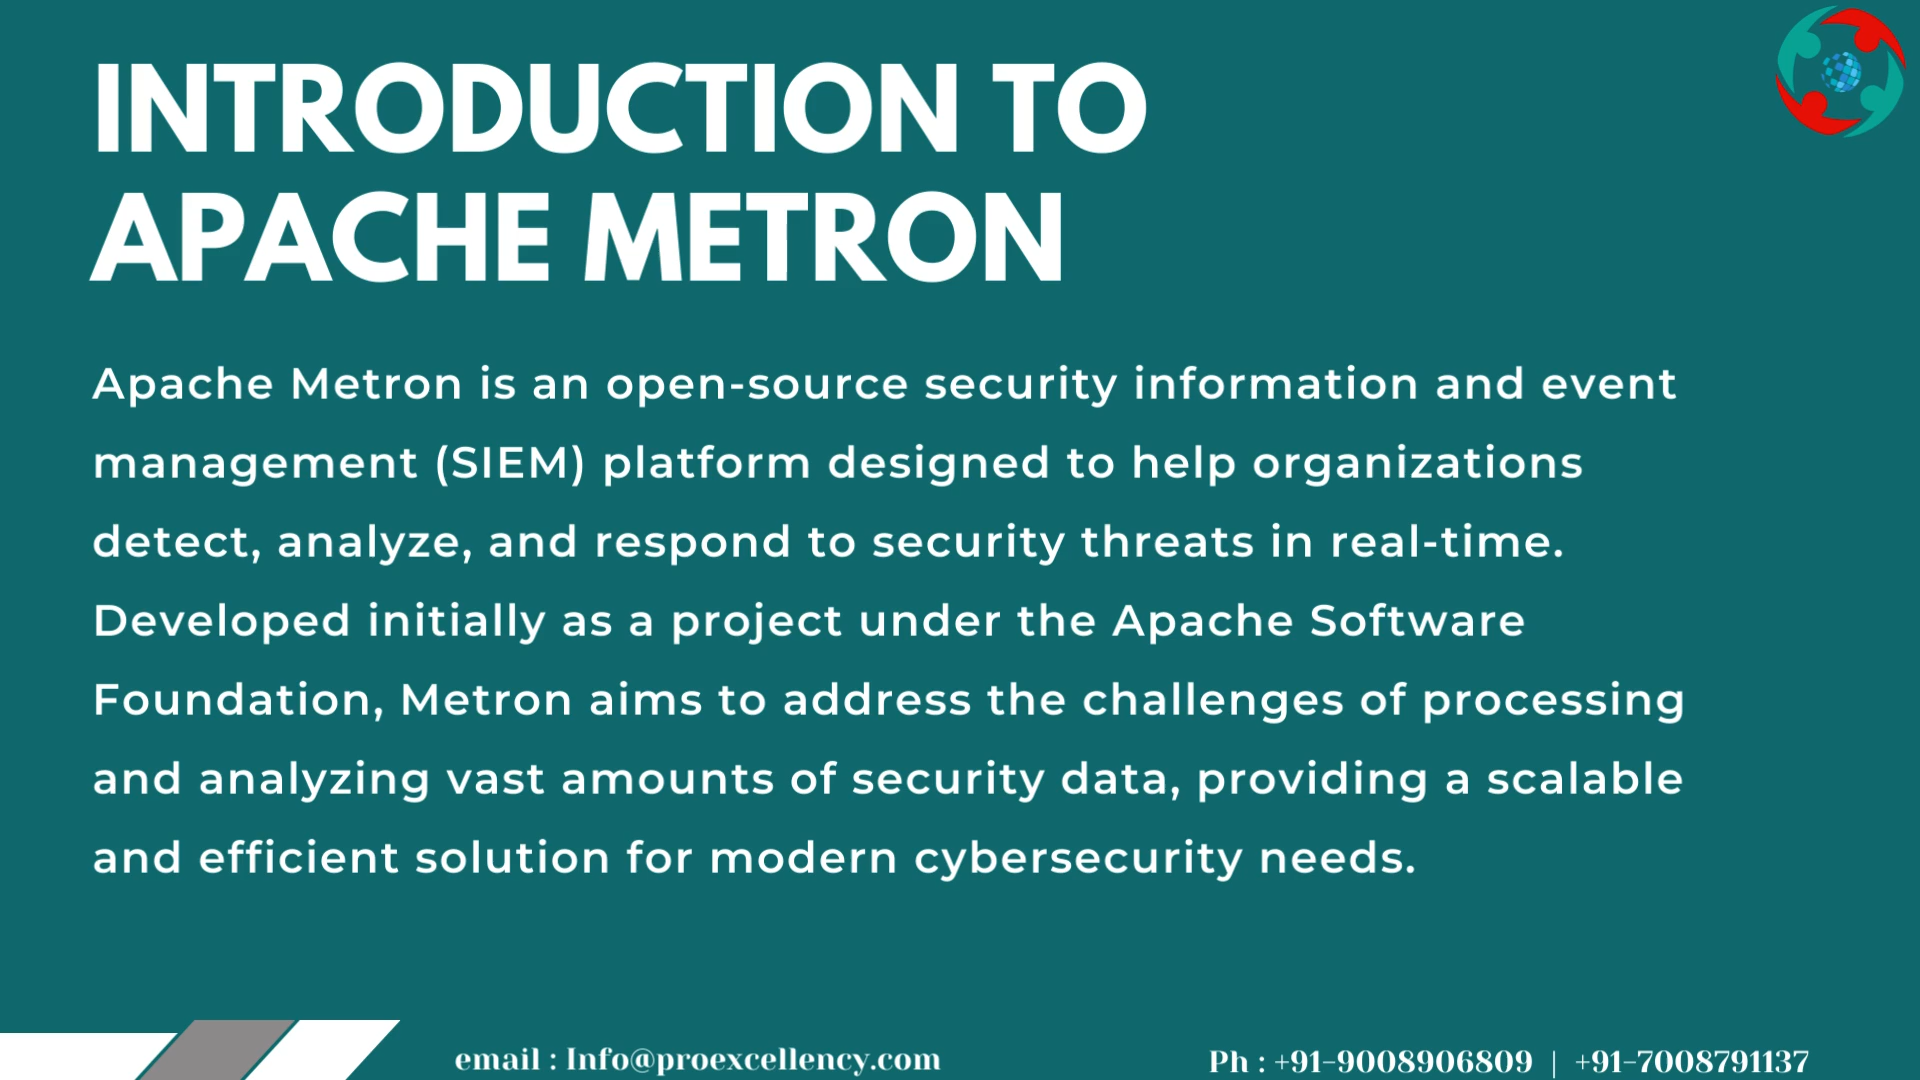 INTRODUCTION TO
APACHE METRON
Apache Metron is an open-source security information and event
management (SIEM) platform designed to help organizations
detect, analyze, and respond to security threats in real-time.
Developed initially as a project under the Apache Software
Foundation, Metron aims to address the challenges of processing
and analyzing vast amounts of security data, providing a scalable
and efficient solution for modern cybersecurity needs.
email : Info@proexcellency.com
Ph : +91-9008906809 | +91-7008791137